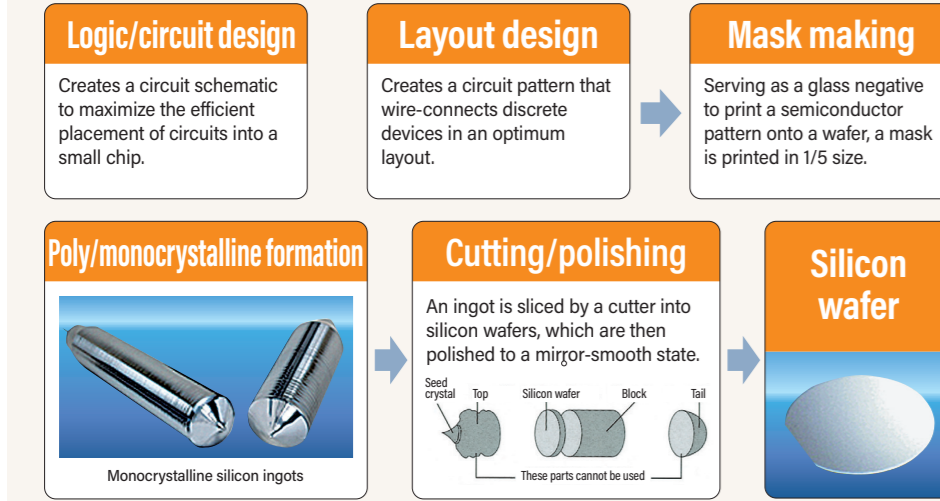 Logic/circuit design
Creates a circuit schematic
to maximize the efficient
placement of circuits into a
small chip.
Layout design
Creates a circuit pattern that
wire-connects discrete
devices in an optimum
layout.
Mask making
Serving as a glass negative
to print a semiconductor
pattern onto a wafer, a mask
is printed in 1/5 size.
Poly/monocrystalline formation
Monocrystalline silicon ingots
Cutting/polishing
An ingot is sliced by a cutter into
silicon wafers, which are then
polished to a mirror-smooth state.
Seed
crystal
Top
Silicon wafer
Block
Tail
These parts cannot be used
Silicon
wafer